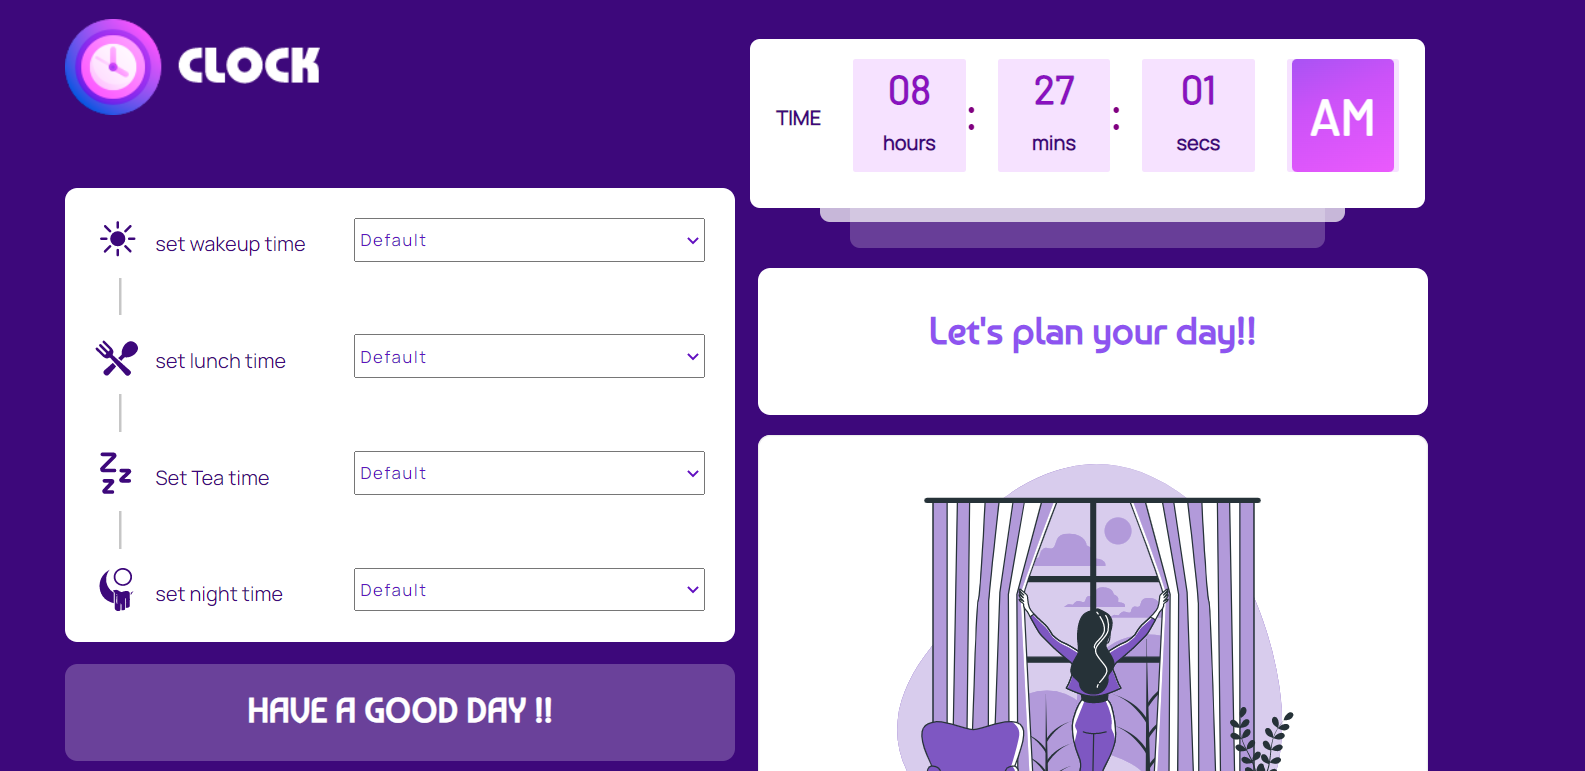 CLOCK
TIME
08 : 27 : 01 AM
hours mins secs
set wakeup time Default
set lunch time Default
Set Tea time Default
set night time Default
HAVE A GOOD DAY !!
Let's plan your day!!